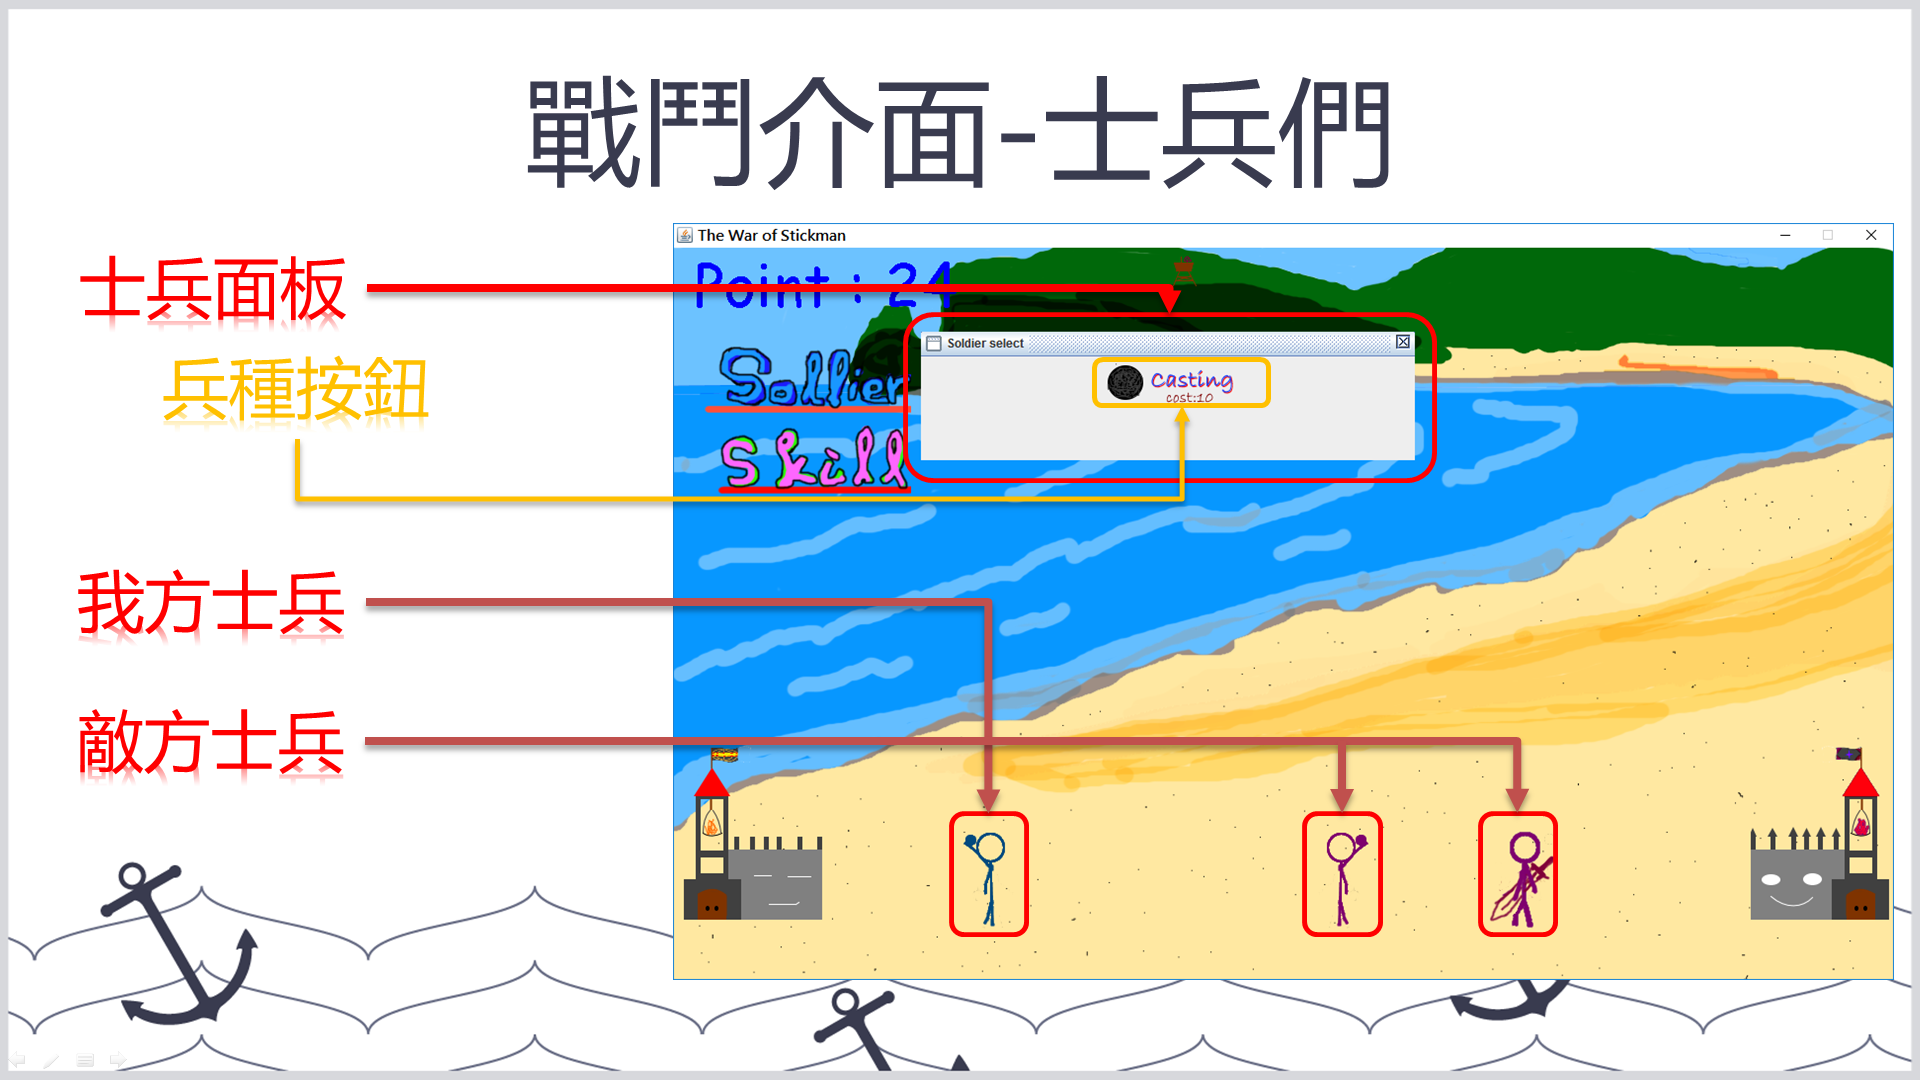 戰鬥介面-士兵們
士兵面板
兵種按鈕
我方士兵
敵方士兵
The War of Stickman
Point : 24
Sollier
Skill
Soldier select
Casting
cost:10